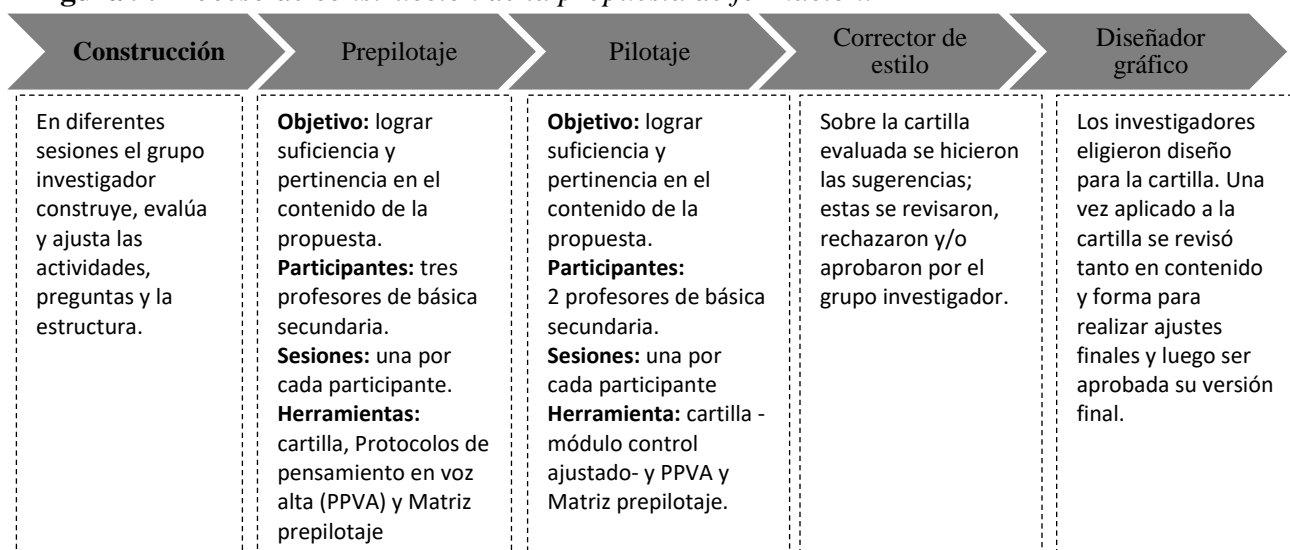 Construcción
Prepilotaje
Pilotaje
Corrector de
estilo
Diseñador
gráfico
En diferentes
sesiones el grupo
investigador
construye, evalúa
y ajusta las
actividades,
preguntas y la
estructura.
Objetivo: lograr
suficiencia y
pertinencia en el
contenido de la
propuesta.
Participantes: tres
profesores de básica
secundaria.
Sesiones: una por
cada participante.
Herramientas:
cartilla, Protocolos de
pensamiento en voz
alta (PPVA) y Matriz
prepilotaje
Objetivo: lograr
suficiencia y
pertinencia en el
contenido de la
propuesta.
Participantes:
2 profesores de básica
secundaria.
Sesiones: una por
cada participante
Herramienta: cartilla -
módulo control
ajustado- y PPVA y
Matriz prepilotaje.
Sobre la cartilla
evaluada se hicieron
las sugerencias;
estas se revisaron,
rechazaron y/o
aprobaron por el
grupo investigador.
Los investigadores
eligieron diseño
para la cartilla. Una
vez aplicado a la
cartilla se revisó
tanto en contenido
y forma para
realizar ajustes
finales y luego ser
aprobada su versión
final.